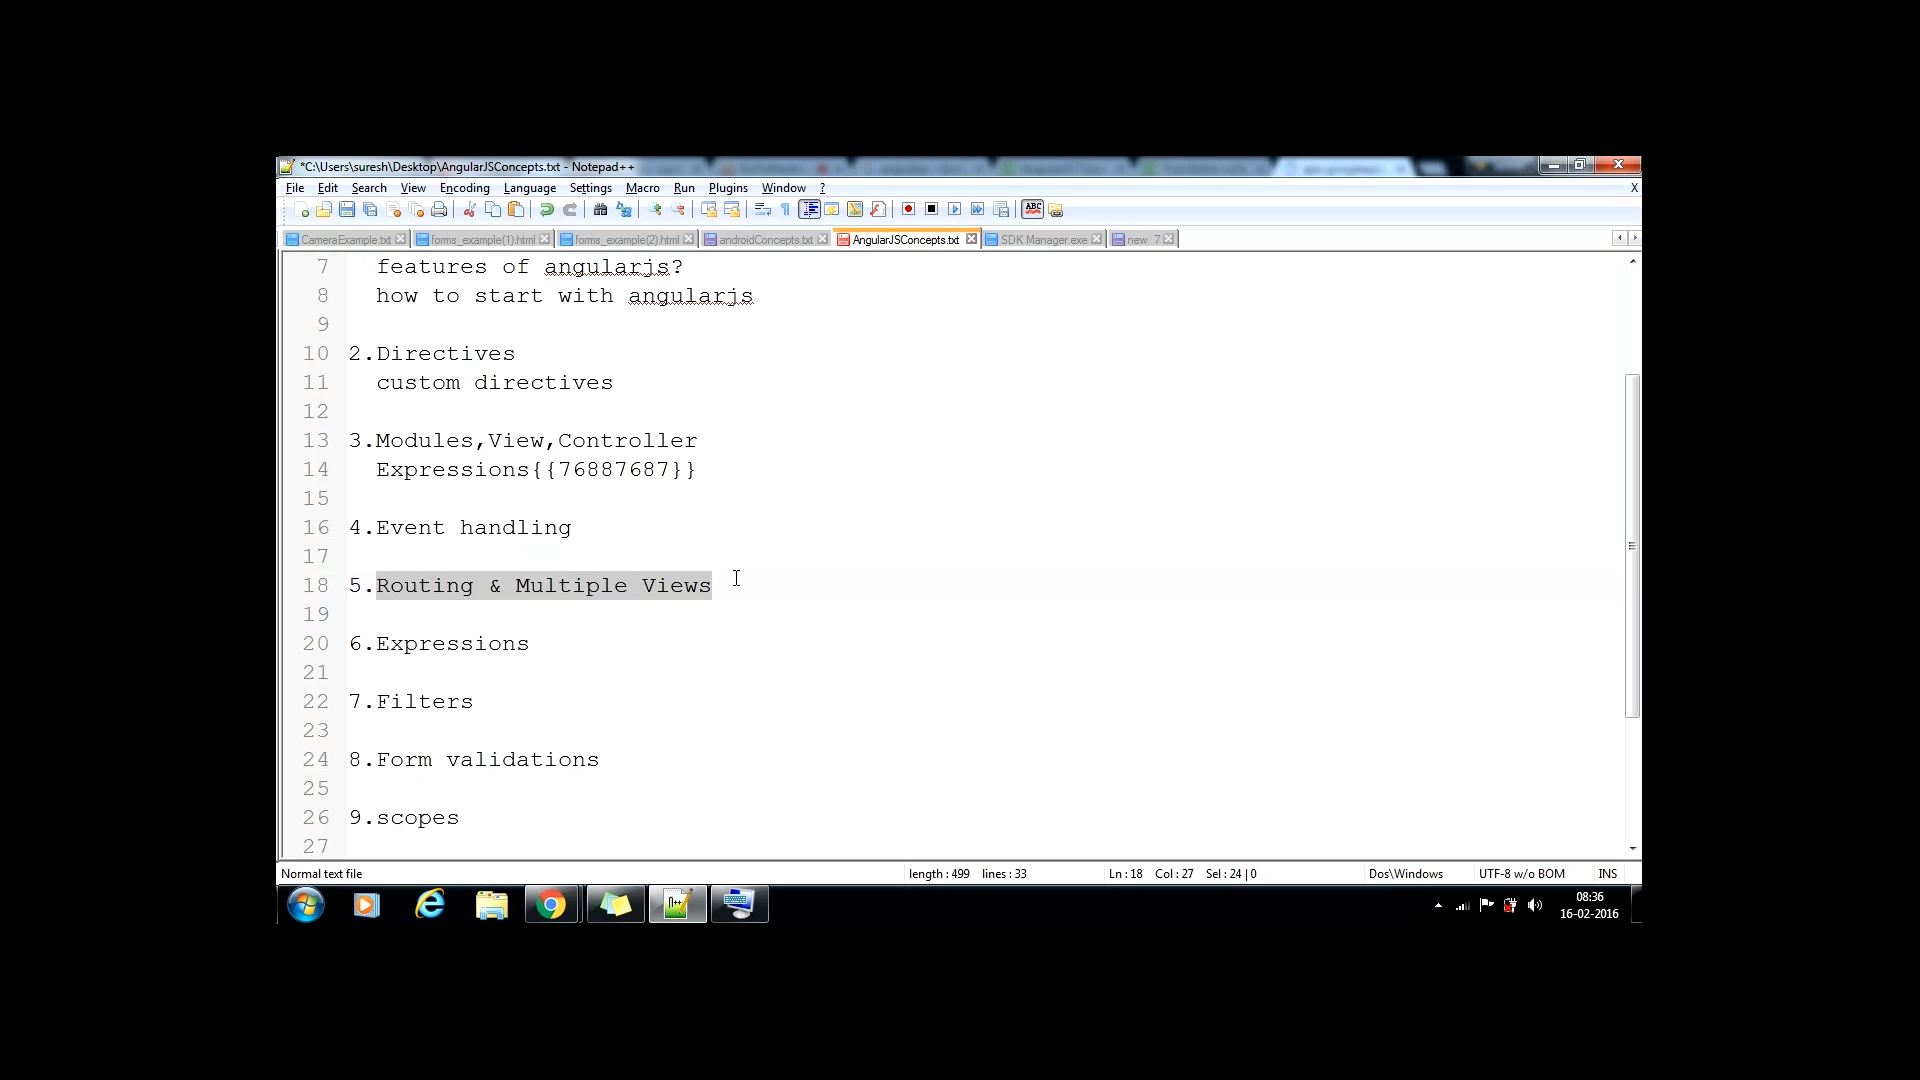 *C:\Users\suresh\Desktop\AngularJSConcepts.txt - Notepad++
File Edit Search View Encoding Language Settings Macro Run Plugins Window ? X
ABC
CameraExample.txt forms_example(1).html forms_example(2).html androidConcepts.txt AngularJSConcepts.txt SDK Manager.exe new 7
7 features of angularjs?
8 how to start with angularjs
9
10 2.Directives
11 custom directives
12
13 3.Modules,View,Controller
14 Expressions{{76887687}}
15
16 4.Event handling
17
18 5.Routing & Multiple Views
19
20 6.Expressions
21
22 7.Filters
23
24 8.Form validations
25
26 9.scopes
27
Normal text file length : 499 lines : 33 Ln : 18 Col : 27 Sel : 24 | 0 Dos\Windows UTF-8 w/o BOM INS
08:36
16-02-2016